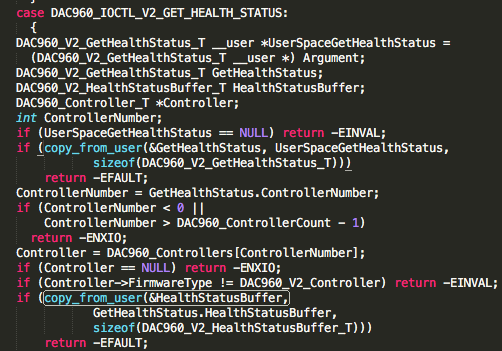 case DAC960_IOCTL_V2_GET_HEALTH_STATUS:
{
DAC960_V2_GetHealthStatus_T __user *UserSpaceGetHealthStatus =
(DAC960_V2_GetHealthStatus_T __user *) Argument;
DAC960_V2_GetHealthStatus_T GetHealthStatus;
DAC960_V2_HealthStatusBuffer_T HealthStatusBuffer;
DAC960_Controller_T *Controller;
int ControllerNumber;
if (UserSpaceGetHealthStatus == NULL) return -EINVAL;
if (copy_from_user(&GetHealthStatus, UserSpaceGetHealthStatus,
sizeof(DAC960_V2_GetHealthStatus_T)))
return -EFAULT;
ControllerNumber = GetHealthStatus.ControllerNumber;
if (ControllerNumber < 0 ||
ControllerNumber > DAC960_ControllerCount - 1)
return -ENXIO;
Controller = DAC960_Controllers[ControllerNumber];
if (Controller == NULL) return -ENXIO;
if (Controller->FirmwareType != DAC960_V2_Controller) return -EINVAL;
if (copy_from_user(&HealthStatusBuffer,
GetHealthStatus.HealthStatusBuffer,
sizeof(DAC960_V2_HealthStatusBuffer_T)))
return -EFAULT;